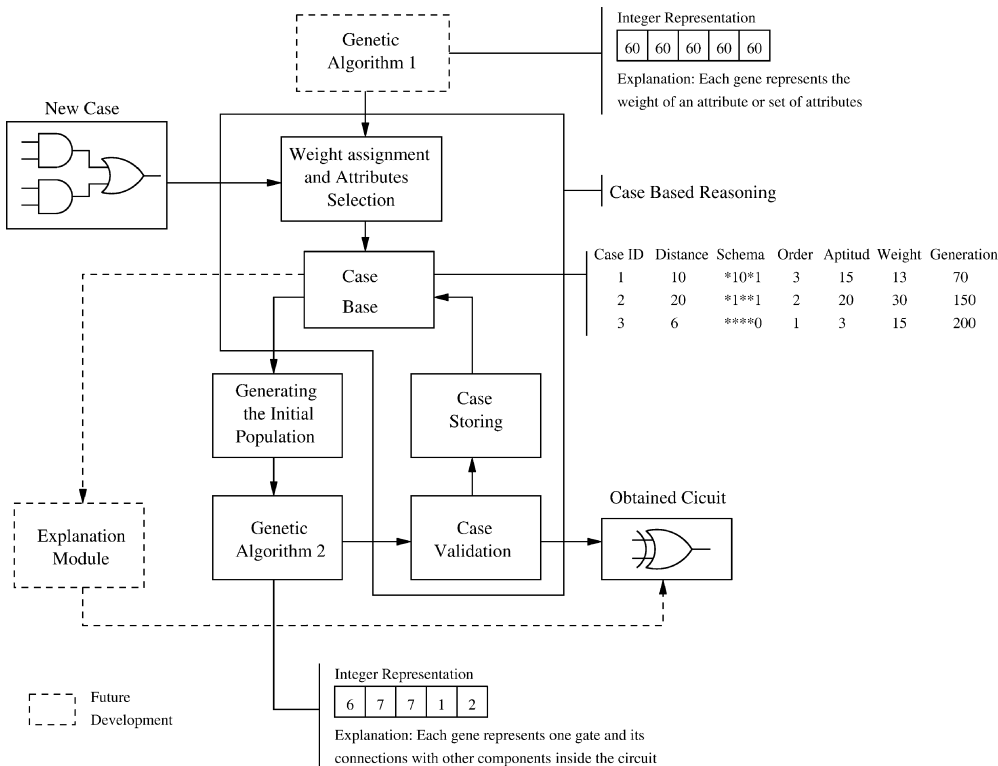 Genetic
Algorithm 1
Integer Representation
60 60 60 60 60
Explanation: Each gene represents the
weight of an attribute or set of attributes
New Case
Weight assignment
and Attributes
Selection
Case Based Reasoning
Case ID Distance Schema Order Aptitud Weight Generation
1 10 *10*1 3 15 13 70
2 20 *1**1 2 20 30 150
3 6 ****0 1 3 15 200
Case
Base
Generating
the Initial
Population
Case
Storing
Explanation
Module
Genetic
Algorithm 2
Case
Validation
Obtained Cicuit
Integer Representation
6 7 7 1 2
Explanation: Each gene represents one gate and its
connections with other components inside the circuit
Future
Development